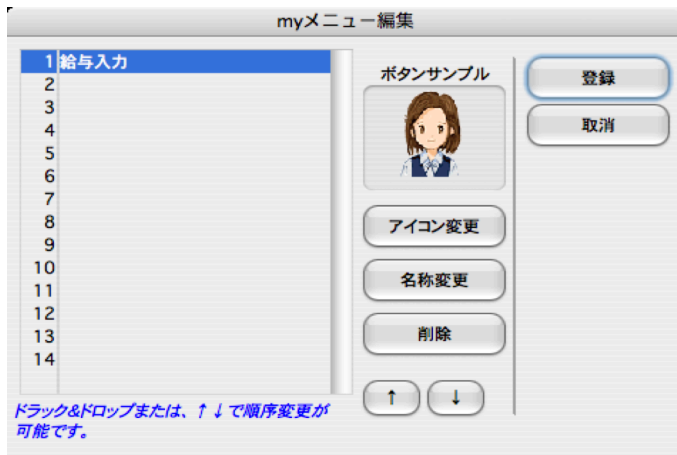 myメニュー編集
1 給与入力
2
3
4
5
6
7
8
9
10
11
12
13
14
ドラック&ドロップまたは、↑↓で順序変更が
可能です。
ボタンサンプル
アイコン変更
名称変更
削除
↑ ↓
登録
取消